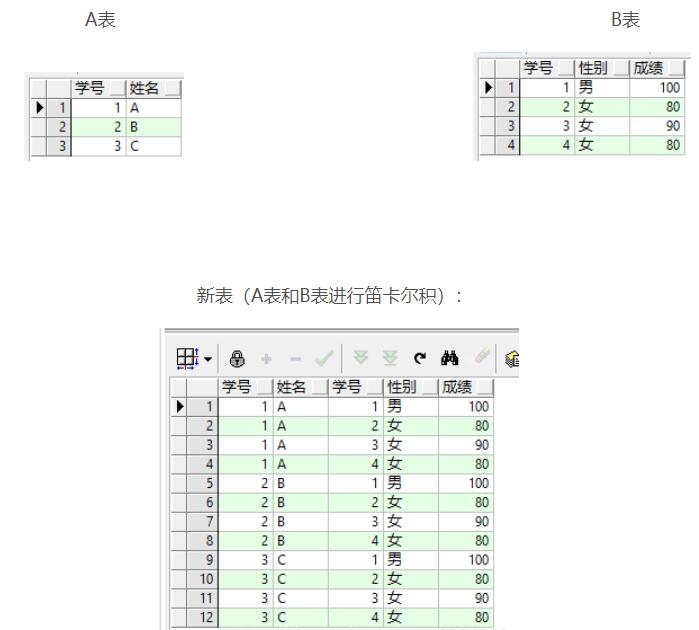 A表
B表
学号 姓名
1 1 A
2 2 B
3 3 C
学号 性别 成绩
1 1 男 100
2 2 女 80
3 3 女 90
4 4 女 80
新表（A表和B表进行笛卡尔积）：
学号 姓名 学号 性别 成绩
1 1 A 1 男 100
2 1 A 2 女 80
3 1 A 3 女 90
4 1 A 4 女 80
5 2 B 1 男 100
6 2 B 2 女 80
7 2 B 3 女 90
8 2 B 4 女 80
9 3 C 1 男 100
10 3 C 2 女 80
11 3 C 3 女 90
12 3 C 4 女 80